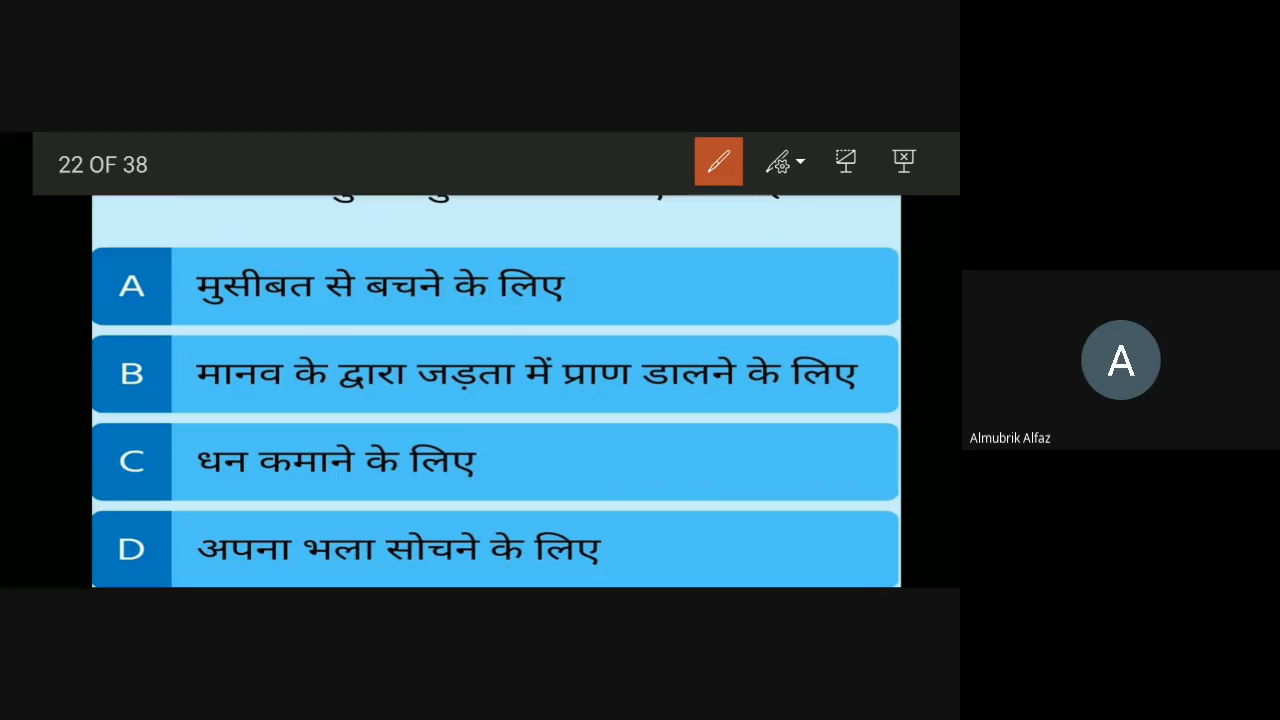 22 OF 38
A मुसीबत से बचने के लिए
B मानव के द्वारा जड़ता में प्राण डालने के लिए
C धन कमाने के लिए
D अपना भला सोचने के लिए
A
Almubrik Alfaz